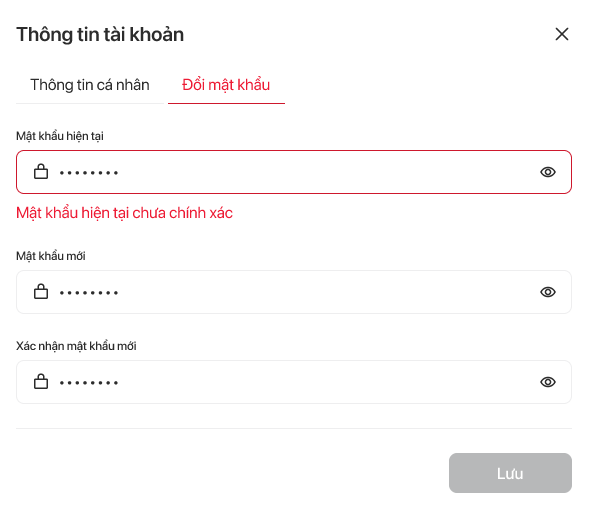 Thông tin tài khoản
Thông tin cá nhân
Đổi mật khẩu
Mật khẩu hiện tại
••••••••
Mật khẩu hiện tại chưa chính xác
Mật khẩu mới
••••••••
Xác nhận mật khẩu mới
••••••••
Lưu